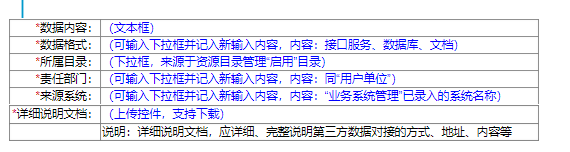 *数据内容： （文本框）
*数据格式： （可输入下拉框并记入新输入内容，内容：接口服务、数据库、文档）
*所属目录： （下拉框，来源于资源目录管理“启用”目录）
*责任部门： （可输入下拉框并记入新输入内容，内容：同“用户单位”）
*来源系统： （可输入下拉框并记入新输入内容，内容：“业务系统管理”已录入的系统名称）
*详细说明文档： （上传控件，支持下载）
说明：详细说明文档，应详细、完整说明第三方数据对接的方式、地址、内容等